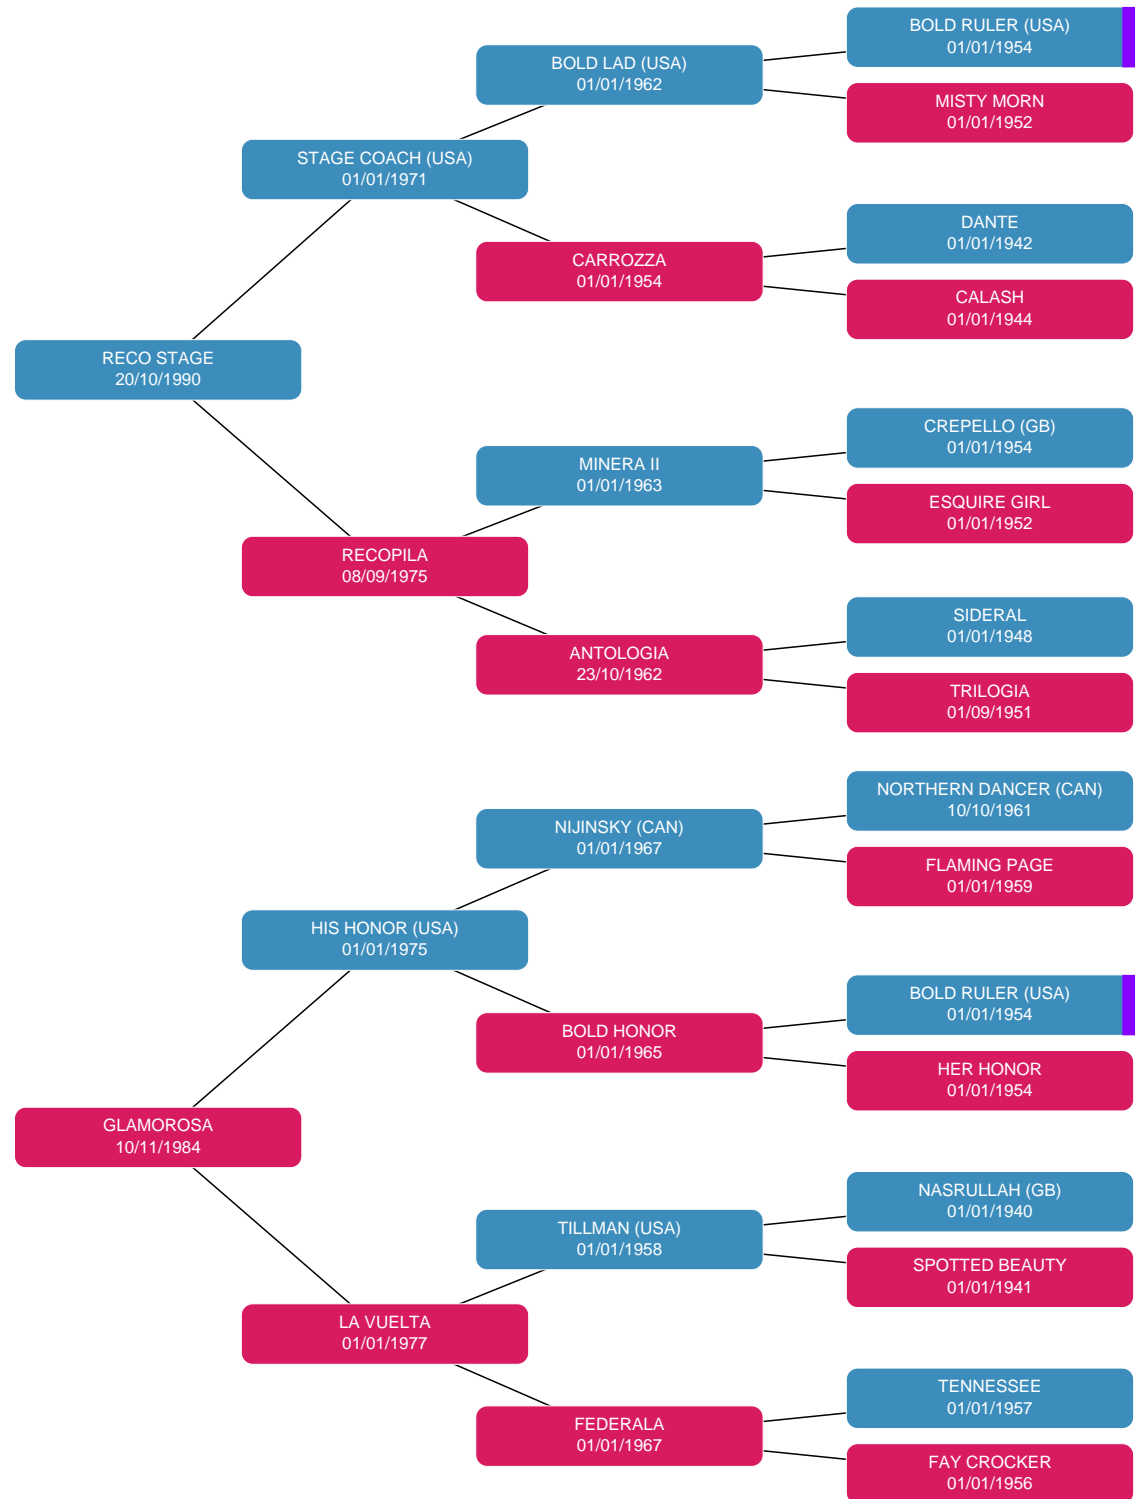 BOLD RULER (USA)
01/01/1954
BOLD LAD (USA)
01/01/1962
MISTY MORN
01/01/1952
STAGE COACH (USA)
01/01/1971
DANTE
01/01/1942
CARROZZA
01/01/1954
CALASH
01/01/1944
RECO STAGE
20/10/1990
CREPELLO (GB)
01/01/1954
MINERA II
01/01/1963
ESQUIRE GIRL
01/01/1952
RECOPILA
08/09/1975
SIDERAL
01/01/1948
ANTOLOGIA
23/10/1962
TRILOGIA
01/09/1951
NORTHERN DANCER (CAN)
10/10/1961
NIJINSKY (CAN)
01/01/1967
FLAMING PAGE
01/01/1959
HIS HONOR (USA)
01/01/1975
BOLD RULER (USA)
01/01/1954
BOLD HONOR
01/01/1965
HER HONOR
01/01/1954
GLAMOROSA
10/11/1984
NASRULLAH (GB)
01/01/1940
TILLMAN (USA)
01/01/1958
SPOTTED BEAUTY
01/01/1941
LA VUELTA
01/01/1977
TENNESSEE
01/01/1957
FEDERALA
01/01/1967
FAY CROCKER
01/01/1956